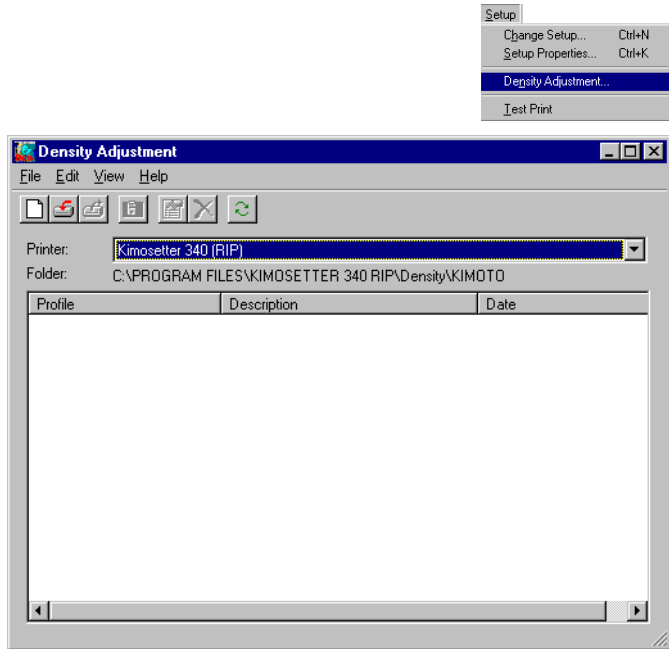 Setup
Change Setup... Ctrl+N
Setup Properties... Ctrl+K
Density Adjustment...
Test Print
Density Adjustment
File Edit View Help
Printer: Kimosetter 340 (RIP)
Folder: C:\PROGRAM FILES\KIMOSETTER 340 RIP\Density\KIMOTO
Profile Description Date